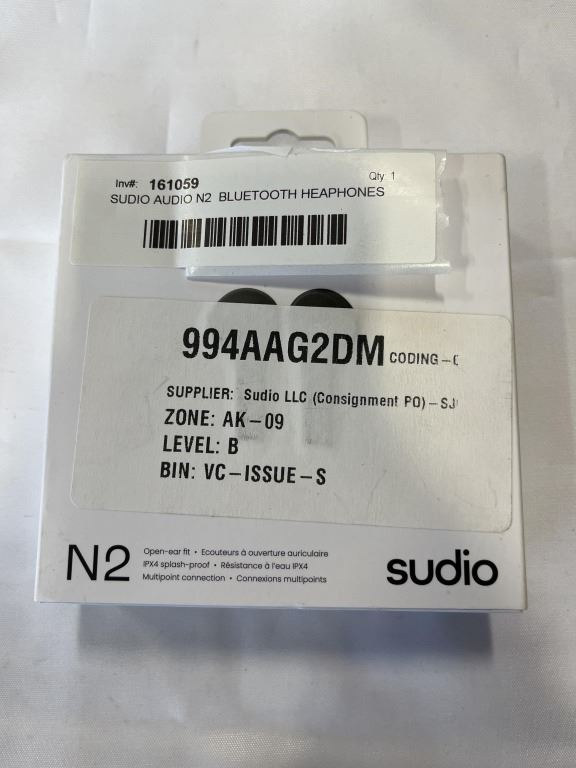 Inv#: 161059 Qty 1
SUDIO AUDIO N2 BLUETOOTH HEAPHONES
994AAG2DM CODING-
SUPPLIER: Sudio LLC (Consignment PO)-SJ
ZONE: AK-09
LEVEL: B
BIN: VC-ISSUE-S
N2
Open-ear fit • Ecouteurs à ouverture auriculaire
IPX4 splash-proof • Résistance à l'eau IPX4
Multipoint connection • Connexions multipoints
sudio